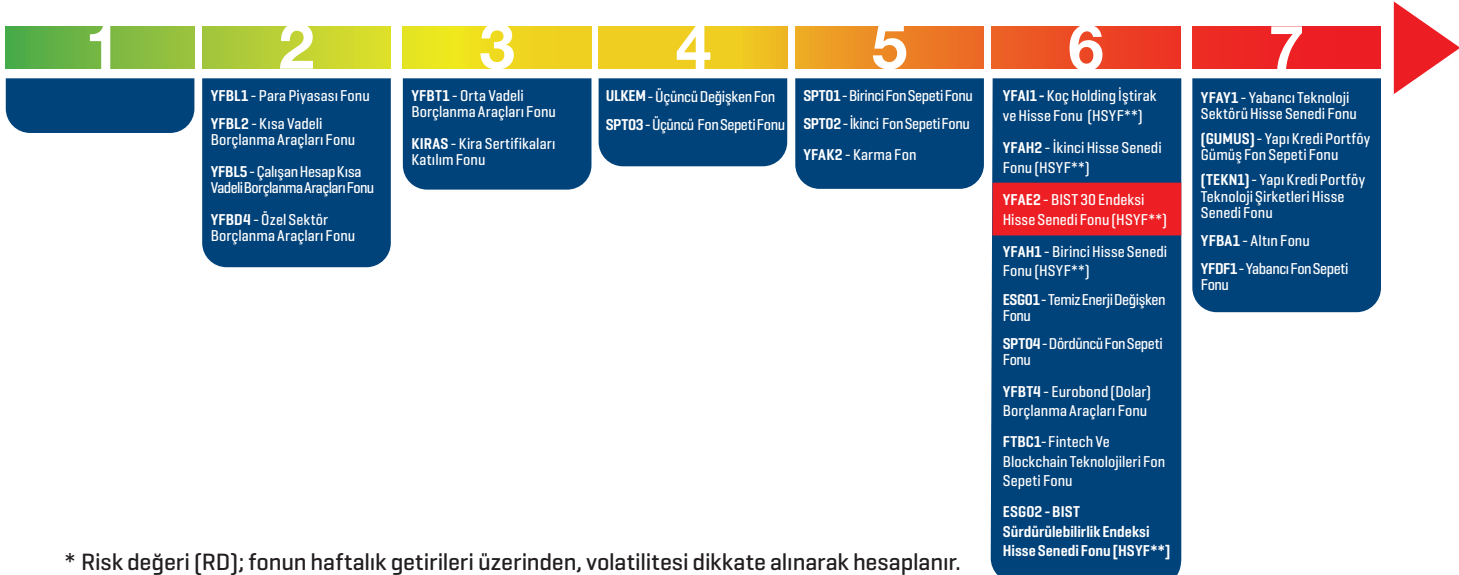 1
2
3
4
5
6
7
YFBL1 - Para Piyasası Fonu
YFBL2 - Kısa Vadeli
Borçlanma Araçları Fonu
YFBL5 - Çalışan Hesap Kısa
Vadeli Borçlanma Araçları Fonu
YFBD4 - Özel Sektör
Borçlanma Araçları Fonu
YFBT1 - Orta Vadeli
Borçlanma Araçları Fonu
KIRAS - Kira Sertifikaları
Katılım Fonu
ULKEM - Üçüncü Değişken Fon
SPT03 - Üçüncü Fon Sepeti Fonu
SPT01 - Birinci Fon Sepeti Fonu
SPT02 - İkinci Fon Sepeti Fonu
YFAK2 - Karma Fon
YFAI1 - Koç Holding İştirak
ve Hisse Fonu (HSYF**)
YFAH2 - İkinci Hisse Senedi
Fonu (HSYF**)
YFAE2 - BIST 30 Endeksi
Hisse Senedi Fonu (HSYF**)
YFAH1 - Birinci Hisse Senedi
Fonu (HSYF**)
ESG01 - Temiz Enerji Değişken
Fonu
SPT04 - Dördüncü Fon Sepeti
Fonu
YFBT4 - Eurobond (Dolar)
Borçlanma Araçları Fonu
FTBC1- Fintech Ve
Blockchain Teknolojileri Fon
Sepeti Fonu
ESG02 - BIST
Sürdürülebilirlik Endeksi
Hisse Senedi Fonu (HSYF**)
YFAY1 - Yabancı Teknoloji
Sektörü Hisse Senedi Fonu
(GUMUS) - Yapı Kredi Portföy
Gümüş Fon Sepeti Fonu
(TEKN1) - Yapı Kredi Portföy
Teknoloji Şirketleri Hisse
Senedi Fonu
YFBA1 - Altın Fonu
YFDF1 - Yabancı Fon Sepeti
Fonu
* Risk değeri (RD); fonun haftalık getirileri üzerinden, volatilitesi dikkate alınarak hesaplanır.